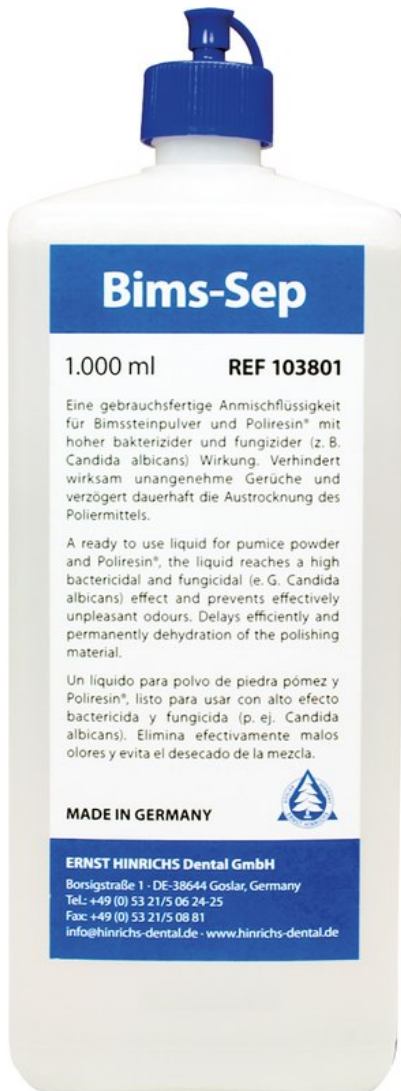 Bims-Sep
1.000 ml REF 103801
Eine gebrauchsfertige Anmischflüssigkeit
für Bimssteinpulver und Poliresin® mit
hoher bakterizider und fungizider (z. B.
Candida albicans) Wirkung. Verhindert
wirksam unangenehme Gerüche und
verzögert dauerhaft die Austrocknung des
Poliermittels.
A ready to use liquid for pumice powder
and Poliresin®, the liquid reaches a high
bactericidal and fungicidal (e. G. Candida
albicans) effect and prevents effectively
unpleasant odours. Delays efficiently and
permanently dehydration of the polishing
material.
Un líquido para polvo de piedra pómez y
Poliresin®, listo para usar con alto efecto
bactericida y fungicida (p. ej. Candida
albicans). Elimina efectivamente malos
olores y evita el desecado de la mezcla.
MADE IN GERMANY
ERNST HINRICHS
ERNST HINRICHS Dental GmbH
Borsigstraße 1 · DE-38644 Goslar, Germany
Tel.: +49 (0) 53 21/5 06 24-25
Fax: +49 (0) 53 21/5 08 81
info@hinrichs-dental.de · www.hinrichs-dental.de